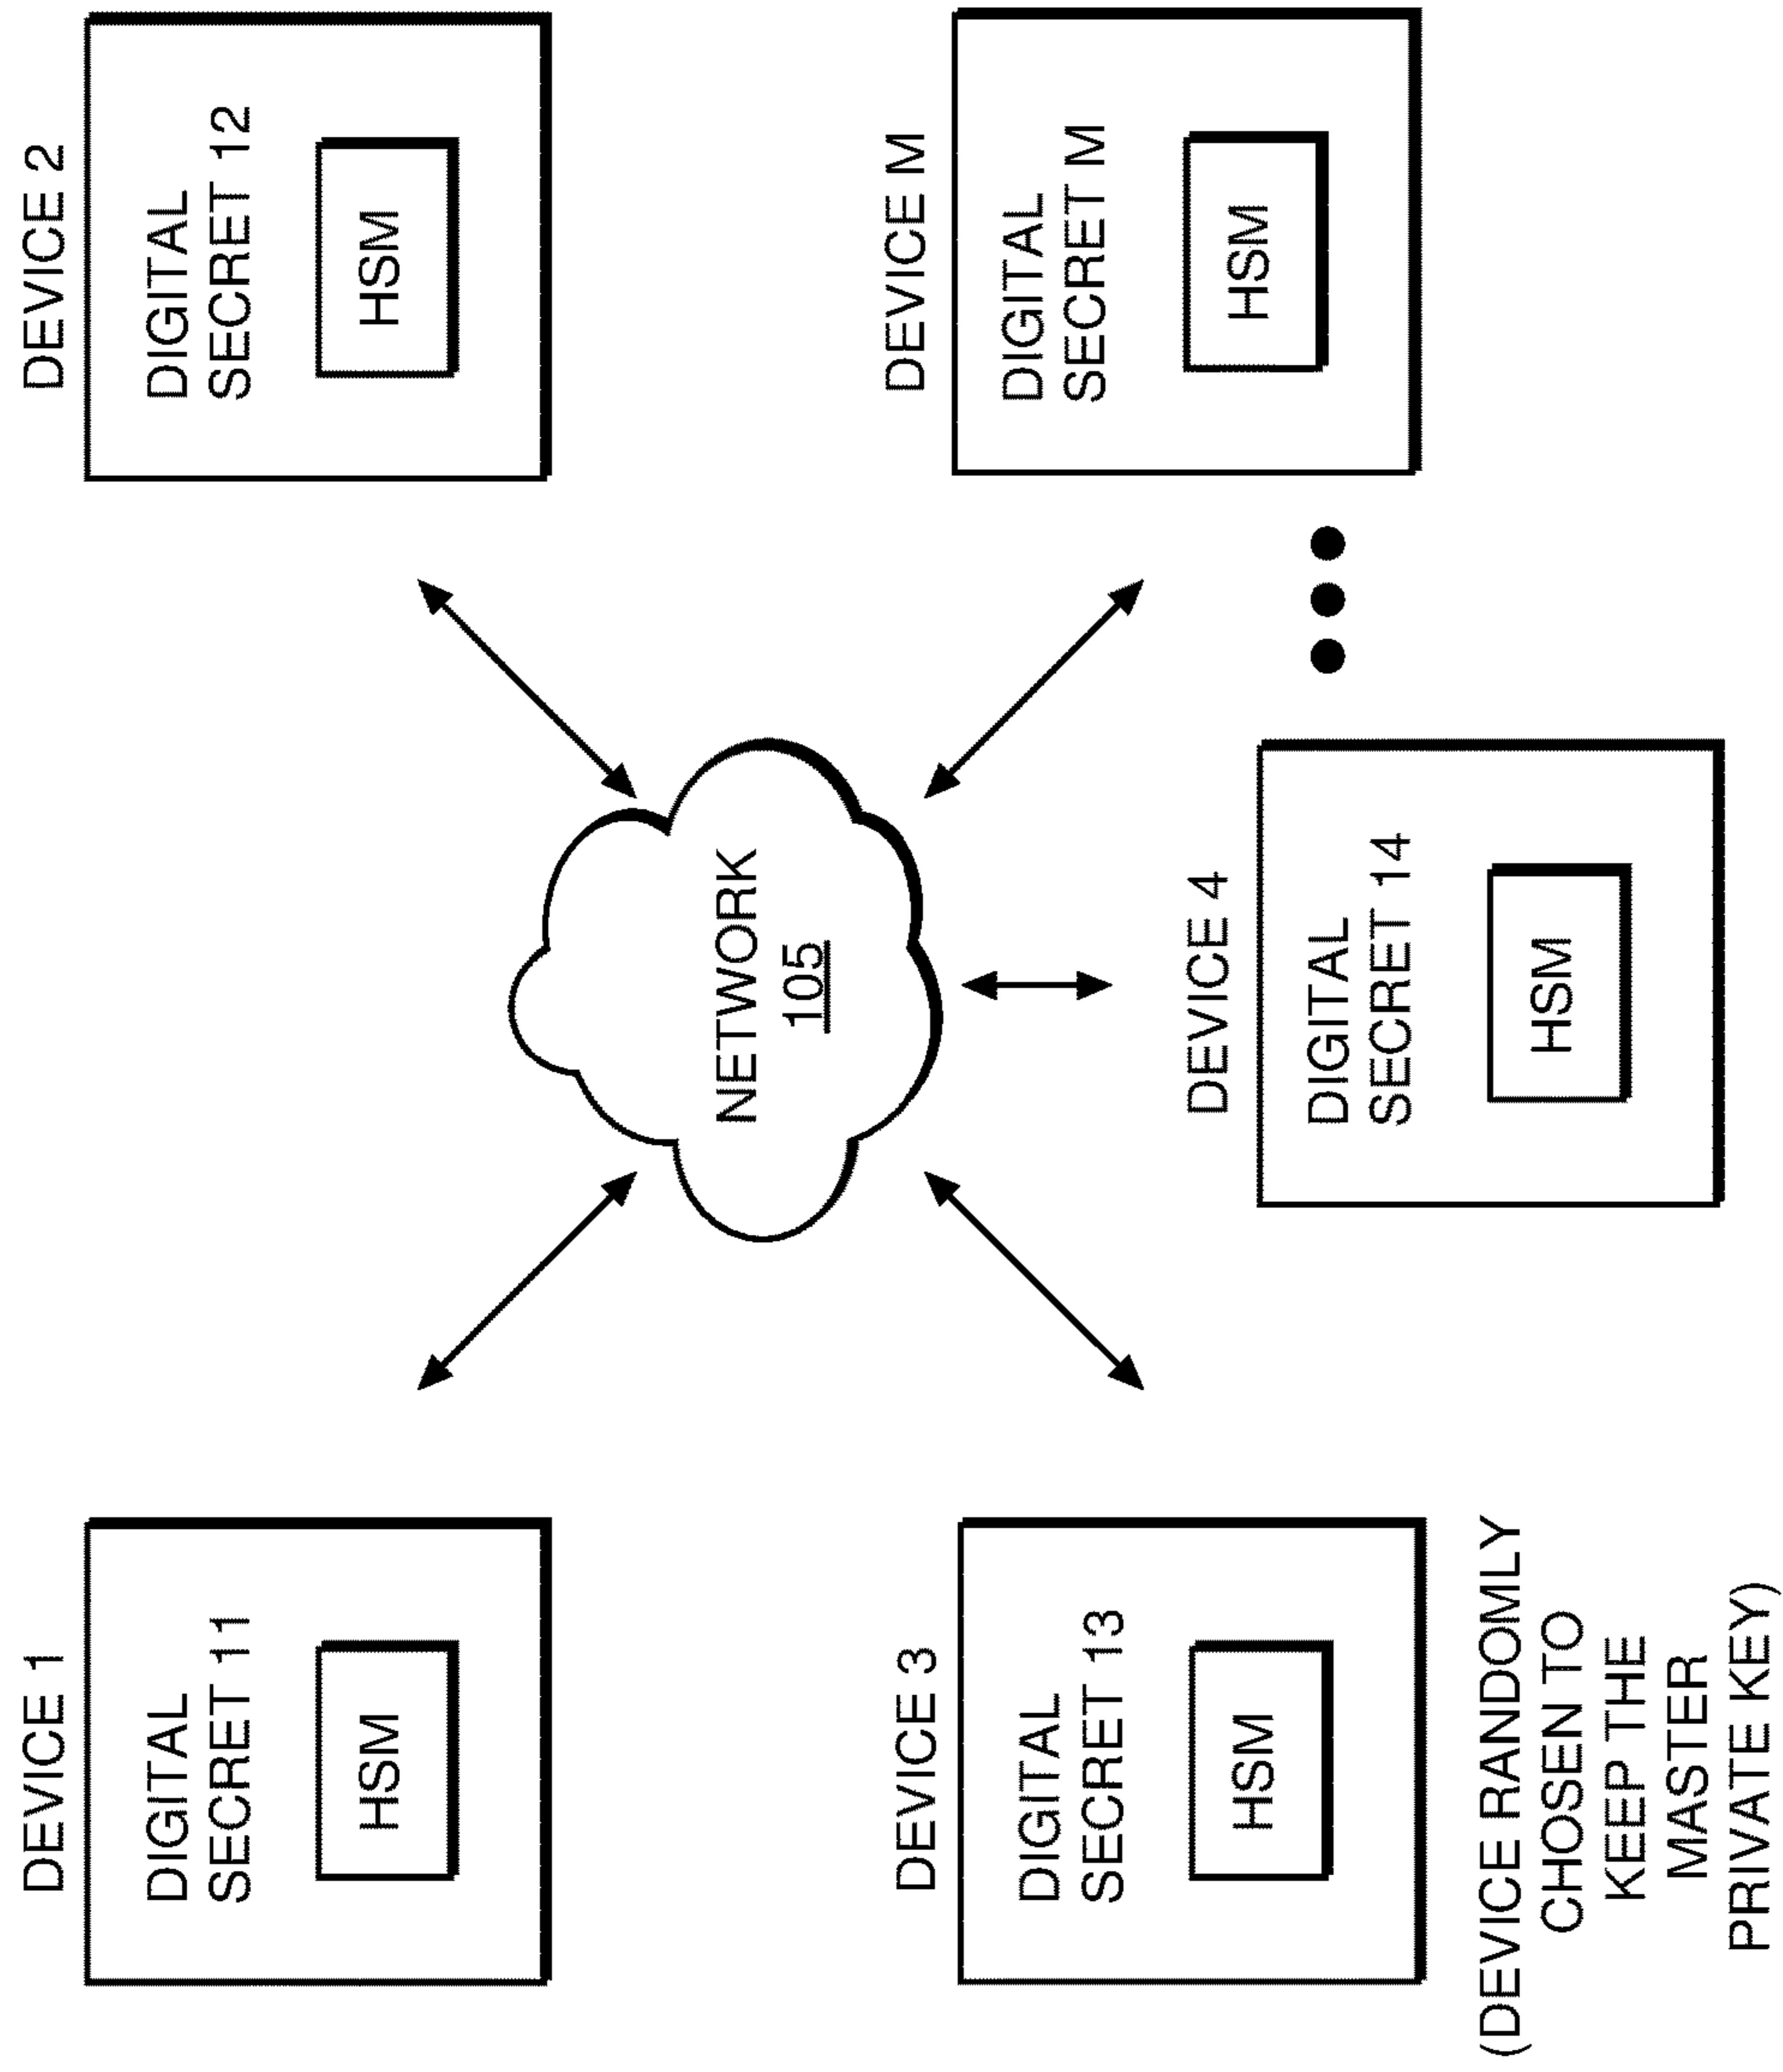 DEVICE 1
DIGITAL
SECRET 11
HSM
DEVICE 2
DIGITAL
SECRET 12
HSM
NETWORK
105
DEVICE 3
DIGITAL
SECRET 13
HSM
(DEVICE RANDOMLY
CHOSEN TO
KEEP THE
MASTER
PRIVATE KEY)
DEVICE 4
DIGITAL
SECRET 14
HSM
DEVICE M
DIGITAL
SECRET M
HSM